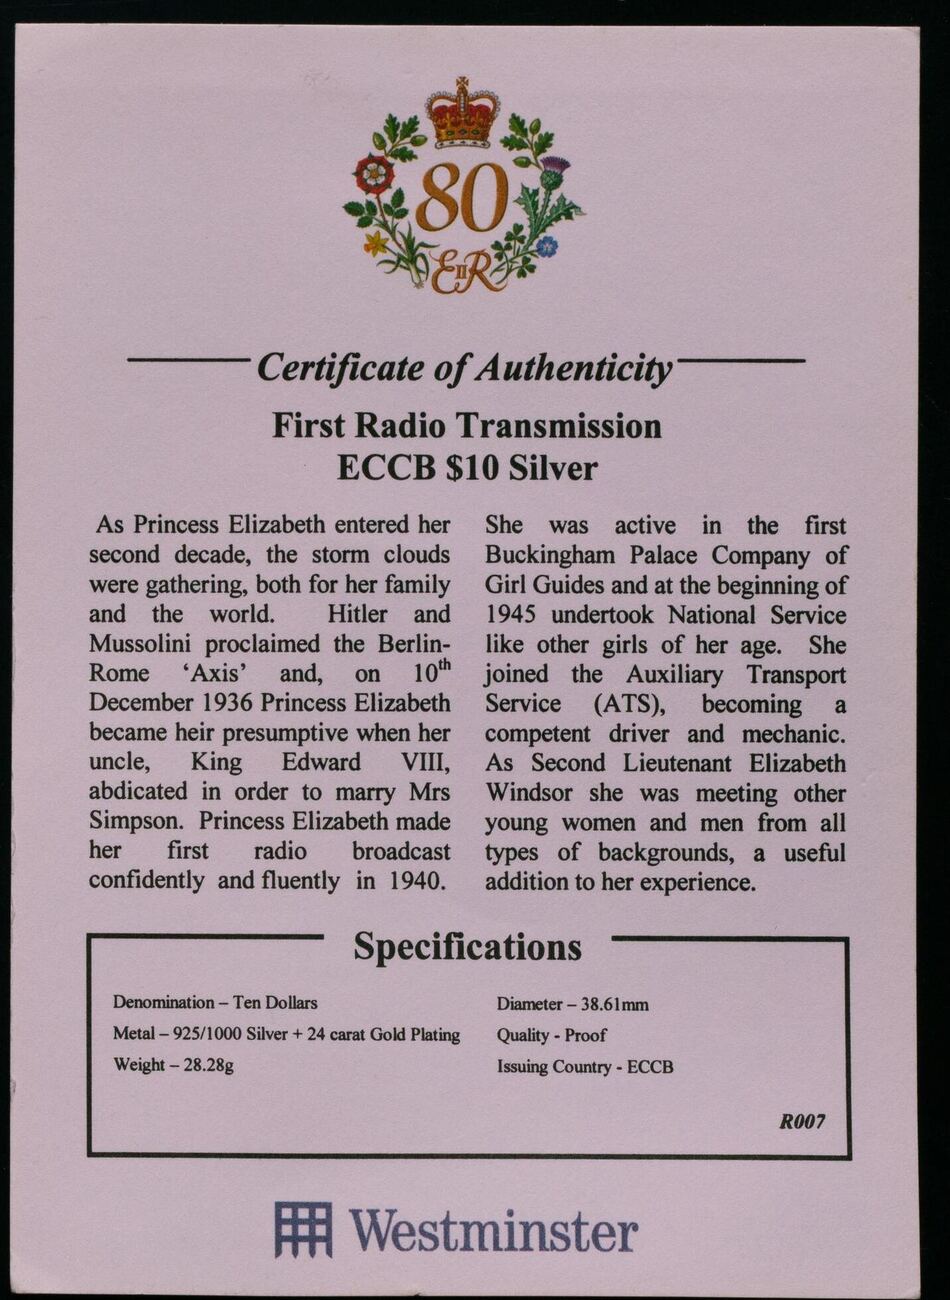 80
EIIR
Certificate of Authenticity
First Radio Transmission
ECCB $10 Silver
As Princess Elizabeth entered her
second decade, the storm clouds
were gathering, both for her family
and the world. Hitler and
Mussolini proclaimed the Berlin-
Rome ‘Axis’ and, on 10th
December 1936 Princess Elizabeth
became heir presumptive when her
uncle, King Edward VIII,
abdicated in order to marry Mrs
Simpson. Princess Elizabeth made
her first radio broadcast
confidently and fluently in 1940.
She was active in the first
Buckingham Palace Company of
Girl Guides and at the beginning of
1945 undertook National Service
like other girls of her age. She
joined the Auxiliary Transport
Service (ATS), becoming a
competent driver and mechanic.
As Second Lieutenant Elizabeth
Windsor she was meeting other
young women and men from all
types of backgrounds, a useful
addition to her experience.
Specifications
Denomination – Ten Dollars
Metal – 925/1000 Silver + 24 carat Gold Plating
Weight – 28.28g
Diameter – 38.61mm
Quality - Proof
Issuing Country - ECCB
R007
Westminster